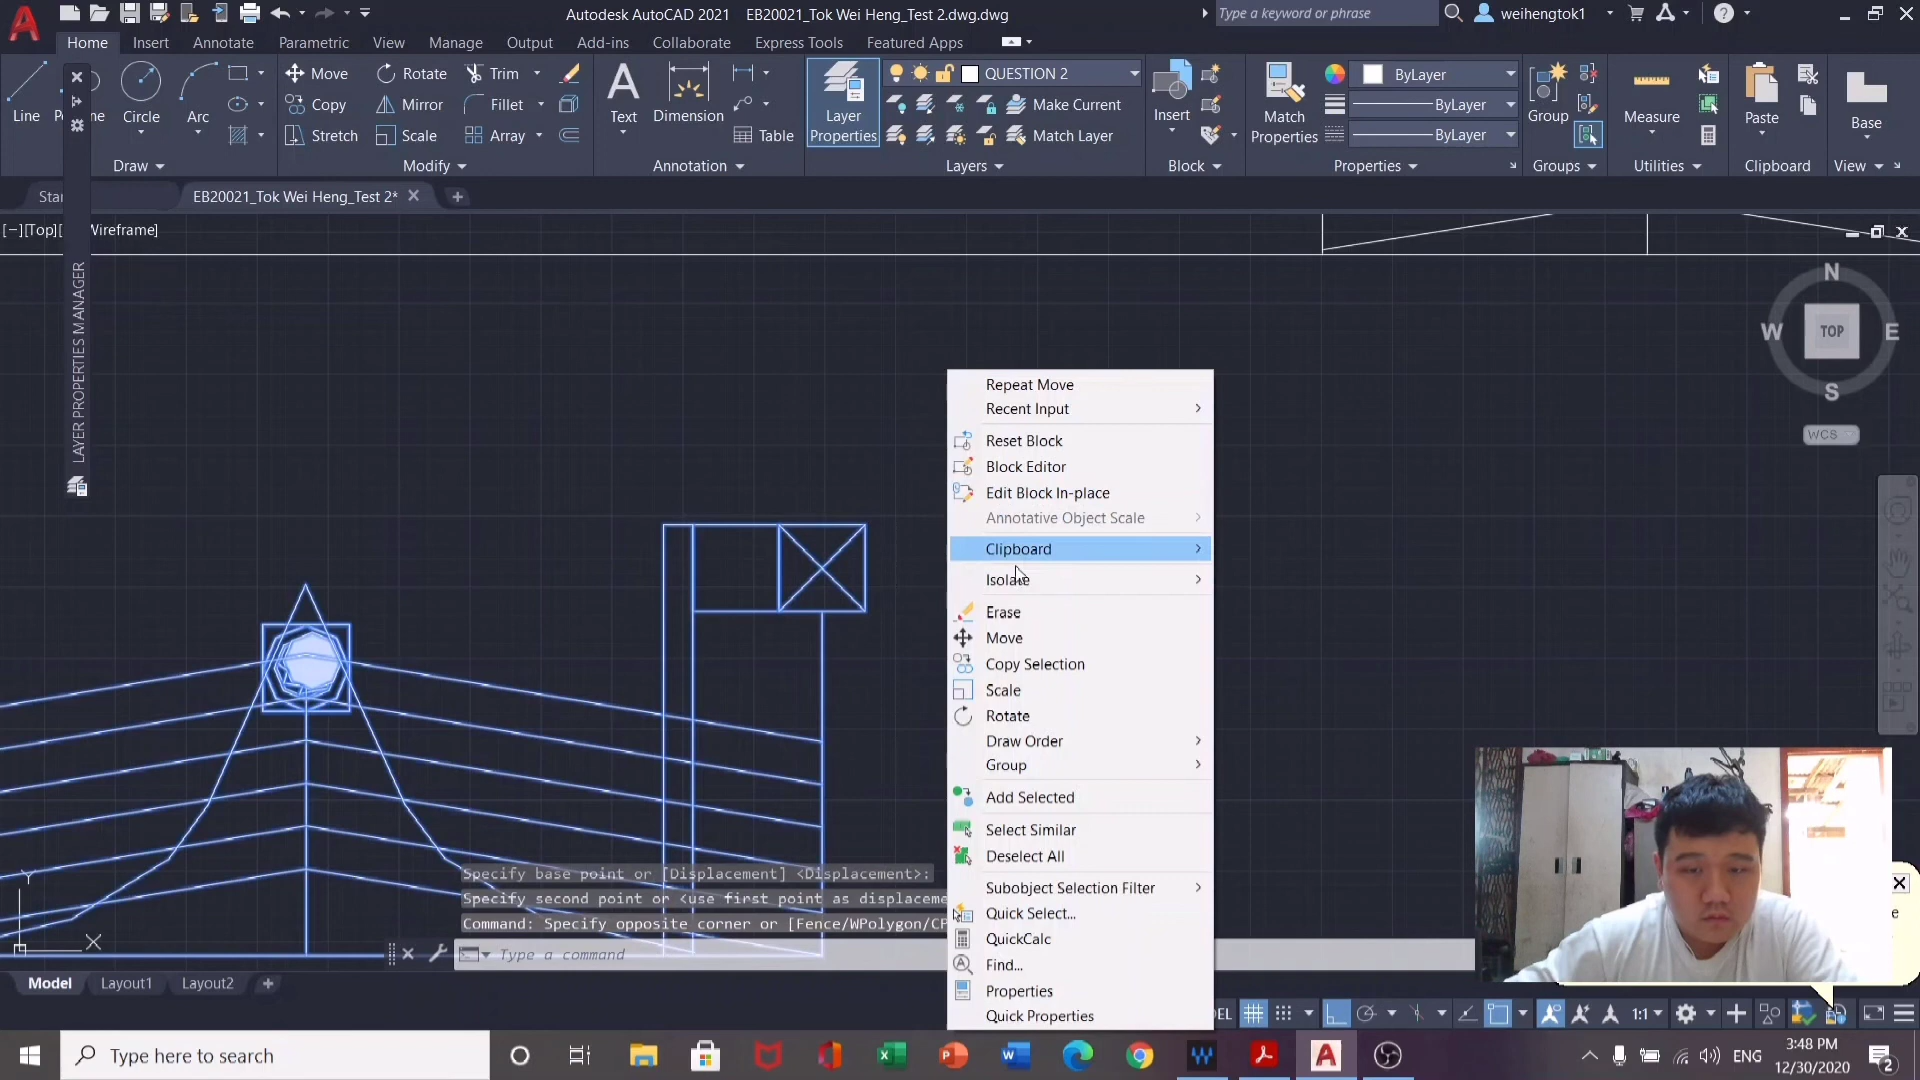 Autodesk AutoCAD 2021 EB20021_Tok Wei Heng_Test 2.dwg.dwg
Type a keyword or phrase
weihengtok1
Home Insert Annotate Parametric View Manage Output Add-ins Collaborate Express Tools Featured Apps
Line Circle Arc
Move Rotate Trim
Copy Mirror Fillet
Stretch Scale Array
Text Dimension Table
Layer Properties
QUESTION 2
Make Current
Match Layer
Insert
Match Properties
ByLayer
ByLayer
ByLayer
Group
Measure
Paste
Base
Draw Modify Annotation Layers Block Properties Groups Utilities Clipboard View
Star
EB20021_Tok Wei Heng_Test 2*
[−][Top][ Wireframe]
LAYER PROPERTIES MANAGER
N
W TOP E
S
WCS
Repeat Move
Recent Input
Reset Block
Block Editor
Edit Block In-place
Annotative Object Scale
Clipboard
Isolate
Erase
Move
Copy Selection
Scale
Rotate
Draw Order
Group
Add Selected
Select Similar
Deselect All
Subobject Selection Filter
Quick Select...
QuickCalc
Find...
Properties
Quick Properties
Specify base point or [Displacement] <Displacement>:
Specify second point or <use first point as displaceme
Command: Specify opposite corner or [Fence/WPolygon/CP
Type a command
Y
X
Model Layout1 Layout2
1:1
Type here to search
ENG
3:48 PM
12/30/2020
2